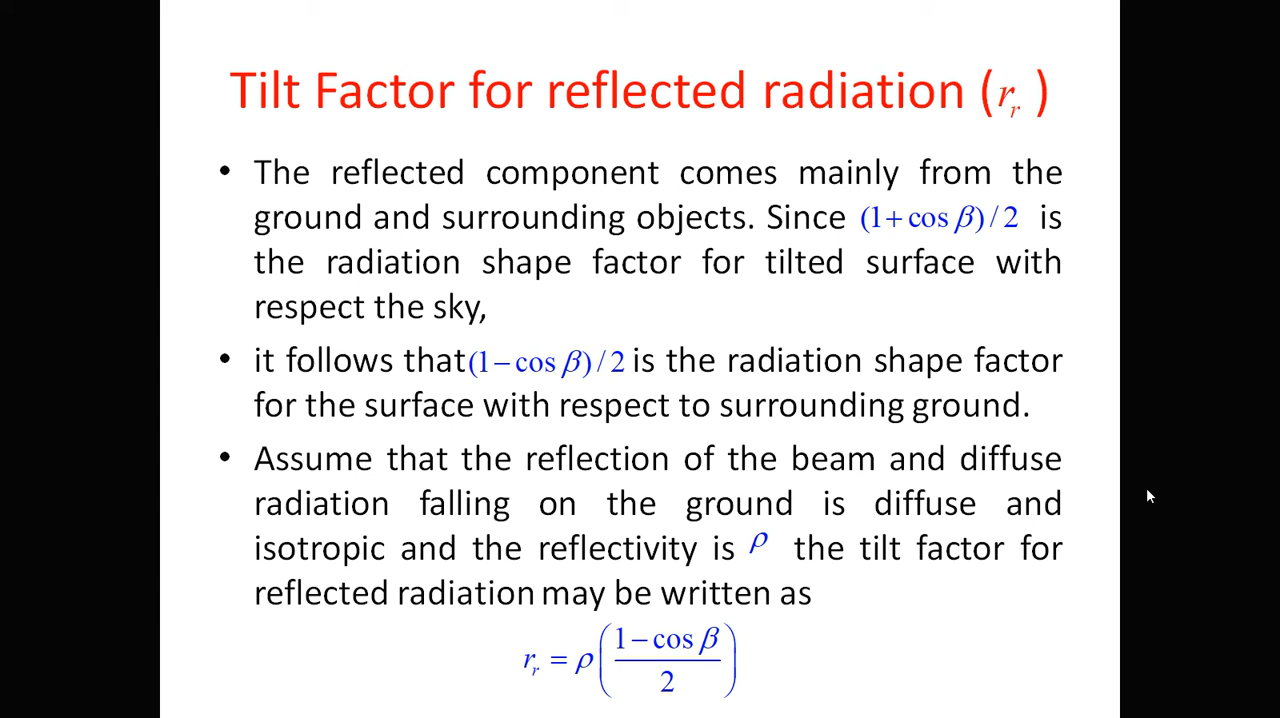 Tilt Factor for reflected radiation (r_r )
• The reflected component comes mainly from the
ground and surrounding objects. Since (1+cos β)/2 is
the radiation shape factor for tilted surface with
respect the sky,
• it follows that (1−cos β)/2 is the radiation shape factor
for the surface with respect to surrounding ground.
• Assume that the reflection of the beam and diffuse
radiation falling on the ground is diffuse and
isotropic and the reflectivity is ρ the tilt factor for
reflected radiation may be written as
r_r = ρ((1−cos β)/2)